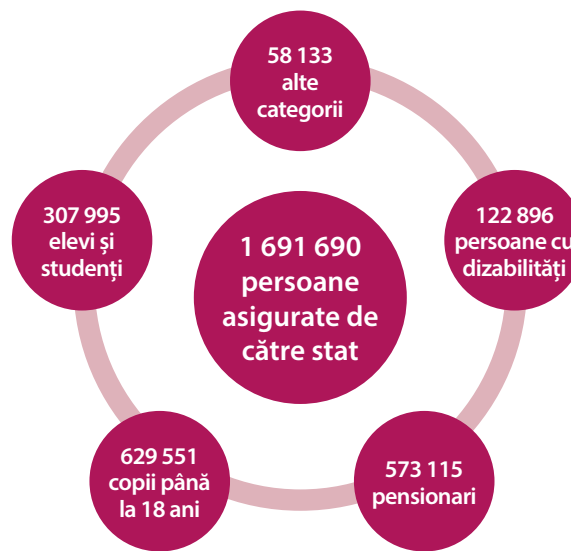 58 133
alte
categorii
307 995
elevi și
studenți
122 896
persoane cu
dizabilități
1 691 690
persoane
asigurate de
către stat
629 551
copii până
la 18 ani
573 115
pensionari